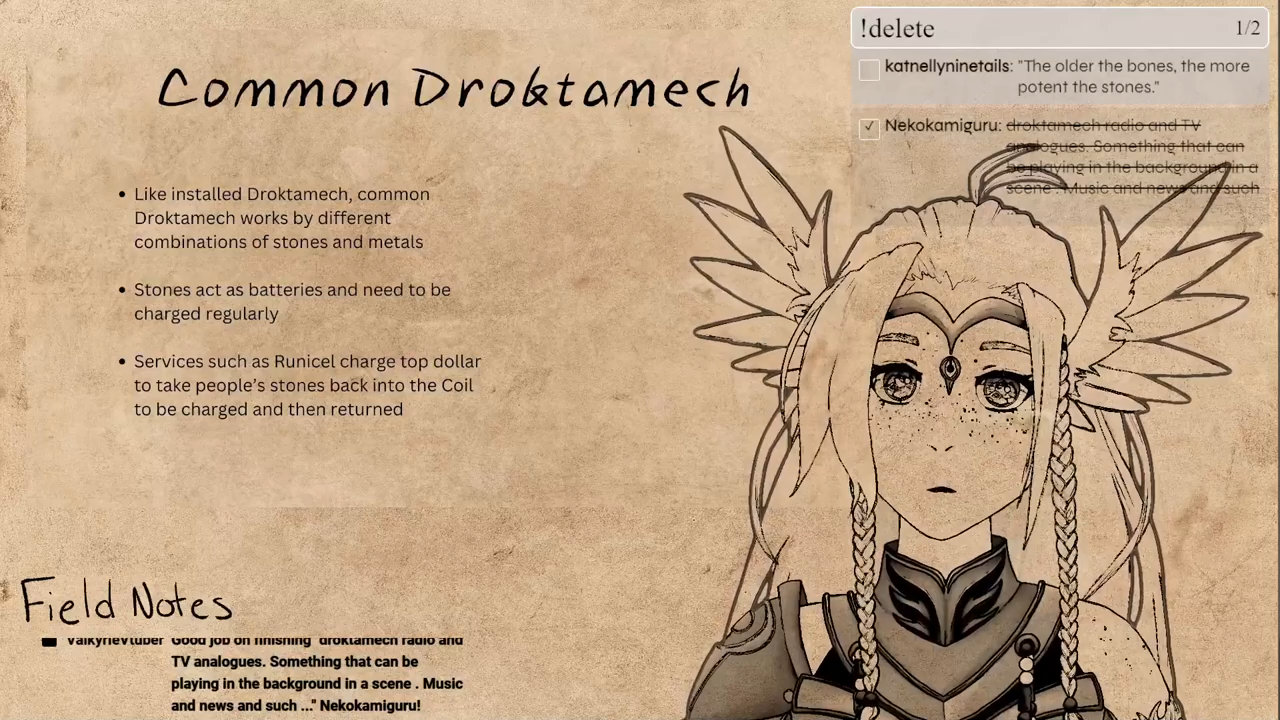 !delete 1/2
katnellyninetails: "The older the bones, the more
potent the stones."
Common Droktamech
Nekokamiguru: droktamech radio and TV
analogues. Something that can
be playing in the background in a
scene . Music and news and such
• Like installed Droktamech, common
Droktamech works by different
combinations of stones and metals
• Stones act as batteries and need to be
charged regularly
• Services such as Runicel charge top dollar
to take people's stones back into the Coil
to be charged and then returned
Field Notes
valkyrievtuber Good job on finishing "droktamech radio and
TV analogues. Something that can be
playing in the background in a scene . Music
and news and such ..." Nekokamiguru!